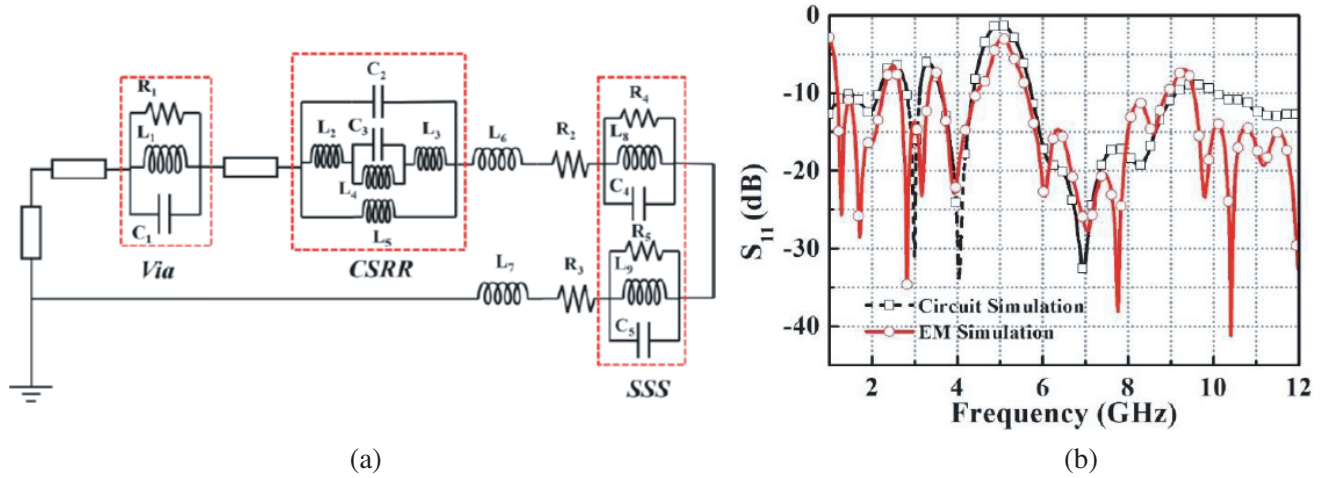 R1
L1
C1
Via
C2
L2
C3
L3
L4
L5
CSRR
L6
R2
R4
L8
C4
R5
L9
C5
L7
R3
SSS
(a)
0
-10
-20
-30
-40
S11 (dB)
Circuit Simulation
EM Simulation
2 4 6 8 10 12
Frequency (GHz)
(b)